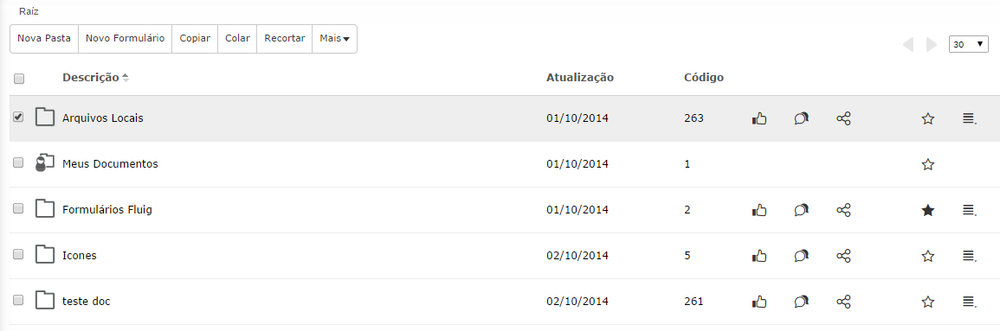 Raíz
Nova Pasta Novo Formulário Copiar Colar Recortar Mais
30
Descrição Atualização Código
Arquivos Locais 01/10/2014 263
Meus Documentos 01/10/2014 1
Formulários Fluig 01/10/2014 2
Icones 02/10/2014 5
teste doc 02/10/2014 261